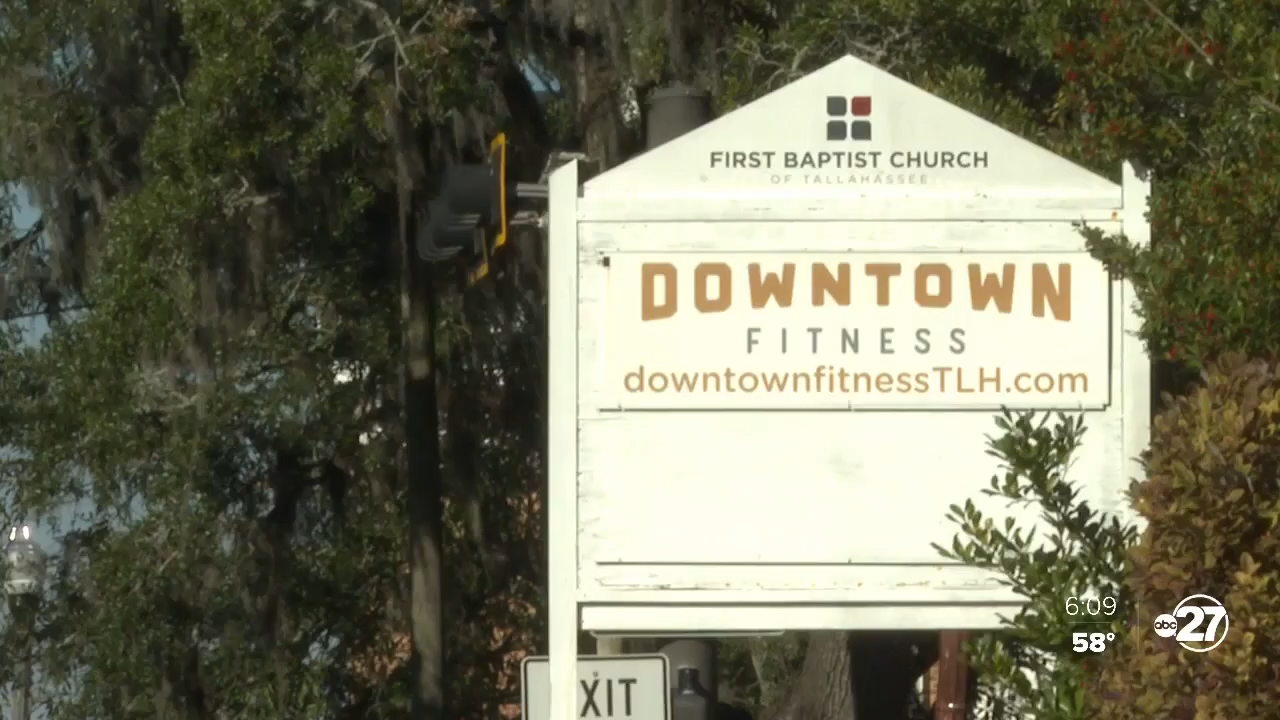 FIRST BAPTIST CHURCH
OF TALLAHASSEE
DOWNTOWN
FITNESS
downtownfitnessTLH.com
XIT
6:09
58°
abc 27